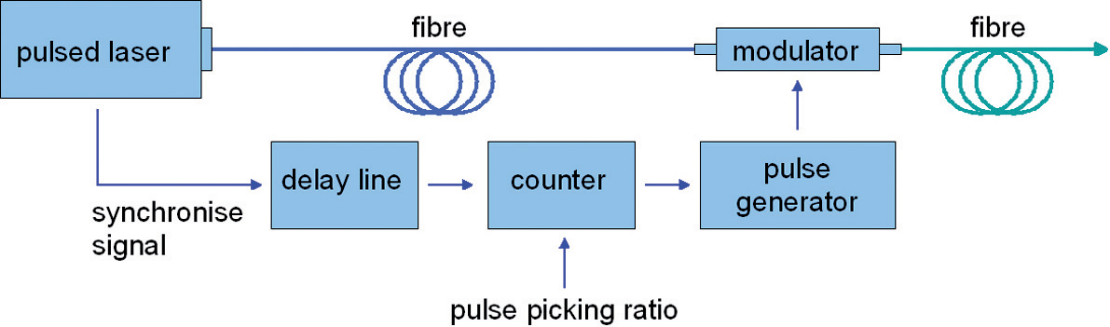 pulsed laser
fibre
modulator
fibre
delay line
counter
pulse
generator
synchronise
signal
pulse picking ratio